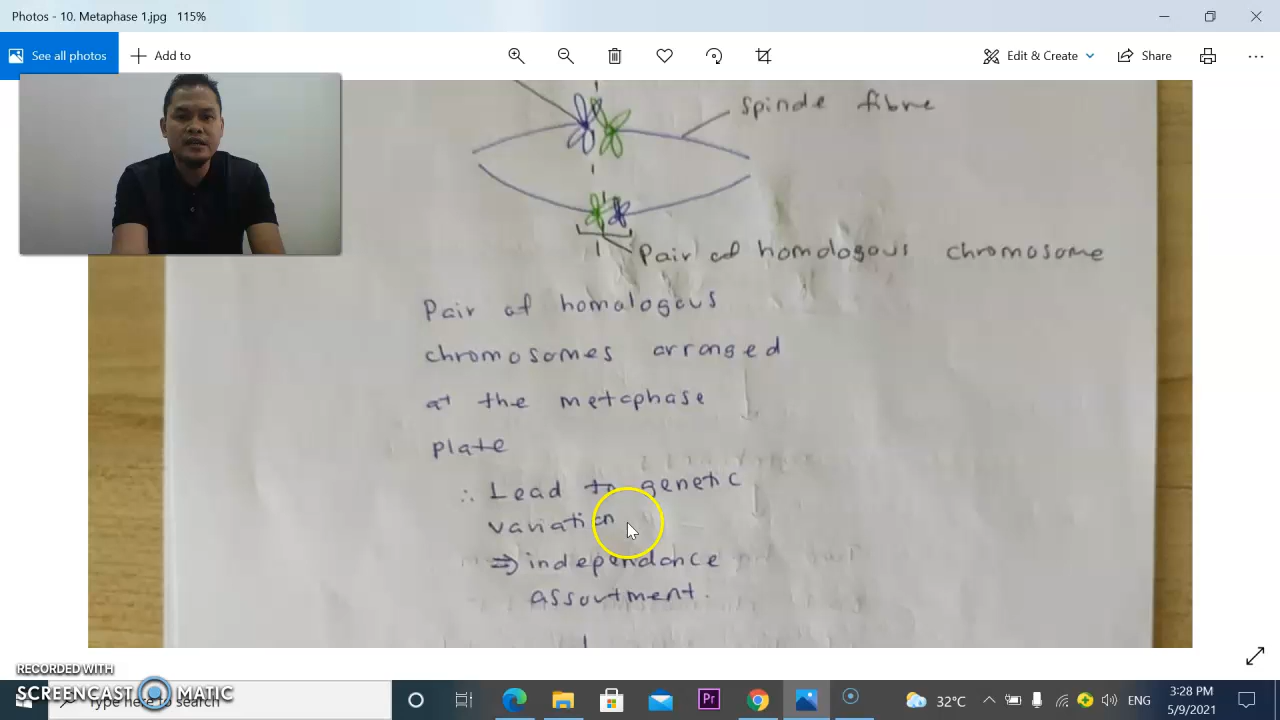 Photos - 10. Metaphase 1.jpg   115%
See all photos
Add to
Edit & Create
Share
Spinde fibre
Pair of homologous chromosome
Pair of homologous
chromosomes arranged
at the metaphase
plate
∴ Lead to genetic
variation
⇒ independance
assortment.
RECORDED WITH
SCREENCAST MATIC
Type here to search
Pr
32°C
ENG
3:28 PM
5/9/2021